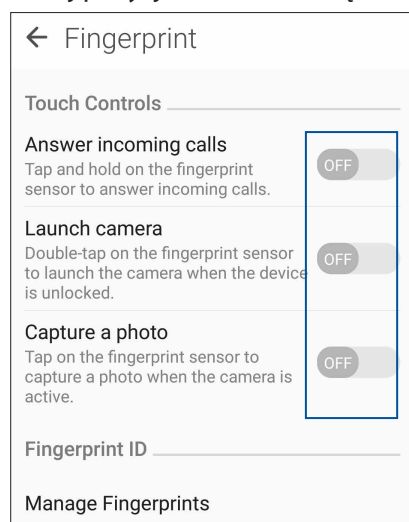 Fingerprint
Touch Controls
Answer incoming calls
Tap and hold on the fingerprint
sensor to answer incoming calls.
OFF
Launch camera
Double-tap on the fingerprint sensor
to launch the camera when the device
is unlocked.
OFF
Capture a photo
Tap on the fingerprint sensor to
capture a photo when the camera is
active.
OFF
Fingerprint ID
Manage Fingerprints